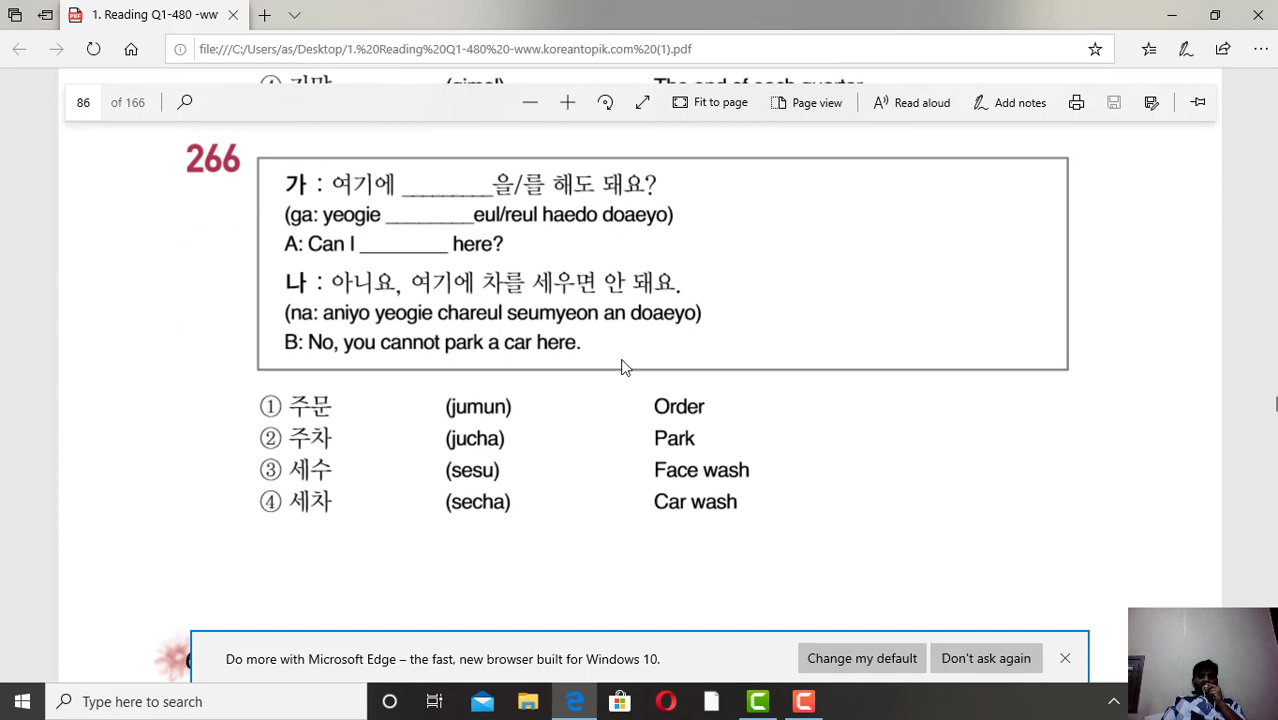 1. Reading Q1-480 -ww
file:///C:/Users/as/Desktop/1.%20Reading%20Q1-480%20-www.koreantopik.com%20(1).pdf
86 of 166
Fit to page
Page view
Read aloud
Add notes
266
가 : 여기에 ________을/를 해도 돼요?
(ga: yeogie ________eul/reul haedo doaeyo)
A: Can I ________ here?
나 : 아니요, 여기에 차를 세우면 안 돼요.
(na: aniyo yeogie chareul seumyeon an doaeyo)
B: No, you cannot park a car here.
① 주문 (jumun) Order
② 주차 (jucha) Park
③ 세수 (sesu) Face wash
④ 세차 (secha) Car wash
Do more with Microsoft Edge – the fast, new browser built for Windows 10.
Change my default
Don't ask again
Type here to search